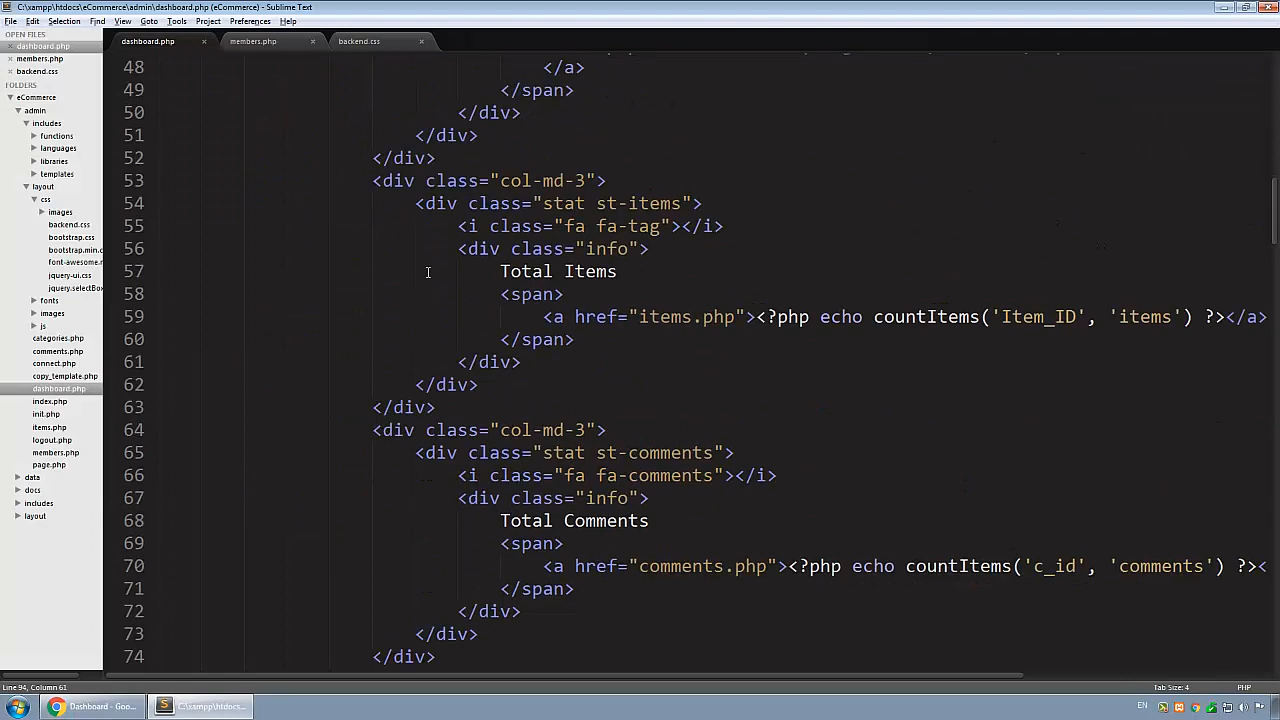 C:\xampp\htdocs\eCommerce\admin\dashboard.php (eCommerce) - Sublime Text
File Edit Selection Find View Goto Tools Project Preferences Help
OPEN FILES
dashboard.php
members.php
backend.css
FOLDERS
eCommerce
admin
includes
functions
languages
libraries
templates
layout
css
images
backend.css
bootstrap.css
bootstrap.min.c
font-awesome.m
jquery-ui.css
jquery.selectBox
fonts
images
js
categories.php
comments.php
connect.php
copy_template.php
dashboard.php
index.php
init.php
items.php
logout.php
members.php
page.php
data
docs
includes
layout
dashboard.php members.php backend.css
48 </a>
49 </span>
50 </div>
51 </div>
52 </div>
53 <div class="col-md-3">
54 <div class="stat st-items">
55 <i class="fa fa-tag"></i>
56 <div class="info">
57 Total Items
58 <span>
59 <a href="items.php"><?php echo countItems('Item_ID', 'items') ?></a>
60 </span>
61 </div>
62 </div>
63 </div>
64 <div class="col-md-3">
65 <div class="stat st-comments">
66 <i class="fa fa-comments"></i>
67 <div class="info">
68 Total Comments
69 <span>
70 <a href="comments.php"><?php echo countItems('c_id', 'comments') ?><
71 </span>
72 </div>
73 </div>
74 </div>
Line 94, Column 61 Tab Size: 4 PHP
Dashboard - Goo... C:\xampp\htdocs... EN